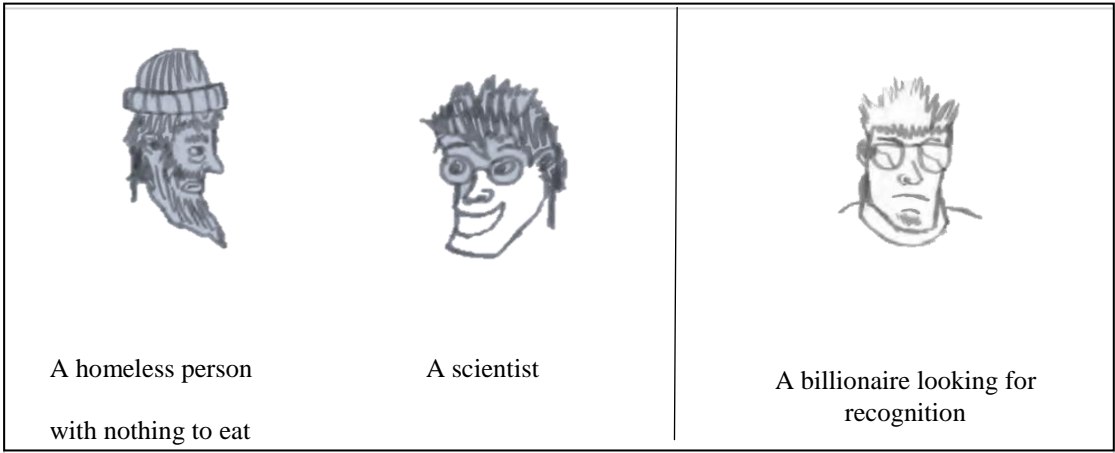 A homeless person
with nothing to eat
A scientist
A billionaire looking for
recognition